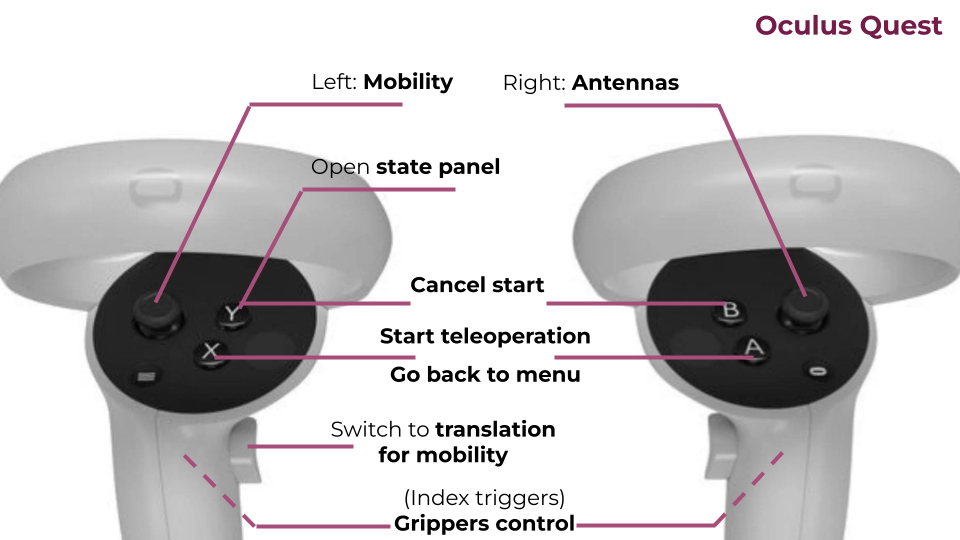 Oculus Quest
Left: Mobility
Right: Antennas
Open state panel
Cancel start
Y
B
Start teleoperation
X
A
Go back to menu
Switch to translation
for mobility
(Index triggers)
Grippers control